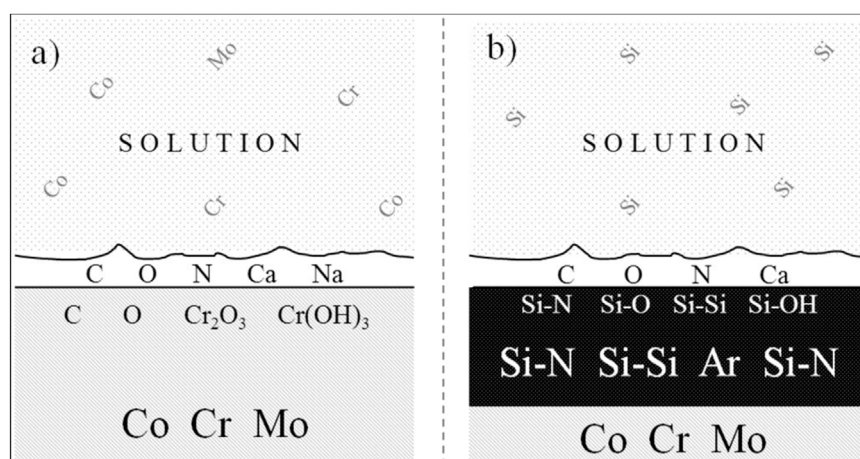 a)
Mo
Co
Cr
SOLUTION
Co
Cr
Co
C O N Ca Na
C O Cr₂O₃ Cr(OH)₃
Co Cr Mo
b)
Si
Si
Si
Si
SOLUTION
Si
Si
C O N Ca
Si-N Si-O Si-Si Si-OH
Si-N Si-Si Ar Si-N
Co Cr Mo